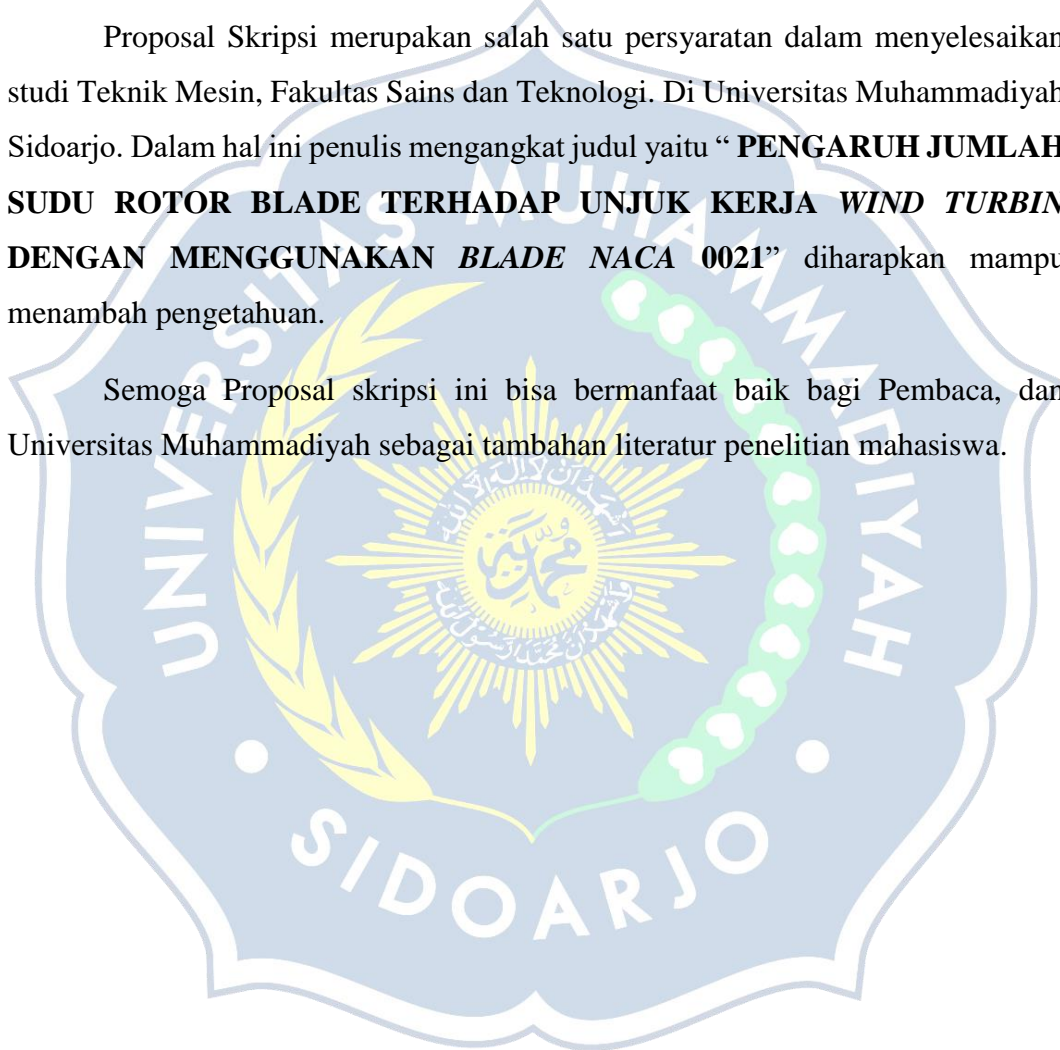 Proposal Skripsi merupakan salah satu persyaratan dalam menyelesaikan
studi Teknik Mesin, Fakultas Sains dan Teknologi. Di Universitas Muhammadiyah
Sidoarjo. Dalam hal ini penulis mengangkat judul yaitu “ PENGARUH JUMLAH
SUDU ROTOR BLADE TERHADAP UNJUK KERJA WIND TURBIN
DENGAN MENGGUNAKAN BLADE NACA 0021” diharapkan mampu
menambah pengetahuan.
Semoga Proposal skripsi ini bisa bermanfaat baik bagi Pembaca, dan
Universitas Muhammadiyah sebagai tambahan literatur penelitian mahasiswa.
UNIVERSITAS MUHAMMADIYAH
SIDOARJO
محمد